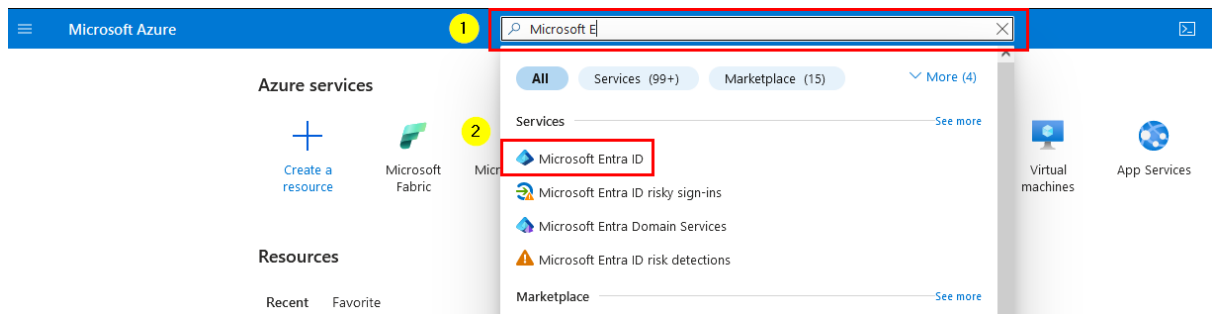 Microsoft Azure
1
Microsoft E
All
Services (99+)
Marketplace (15)
More (4)
Azure services
Services
See more
2
Create a
resource
Microsoft
Fabric
Micr
Microsoft Entra ID
Microsoft Entra ID risky sign-ins
Microsoft Entra Domain Services
Microsoft Entra ID risk detections
Virtual
machines
App Services
Resources
Recent
Favorite
Marketplace
See more